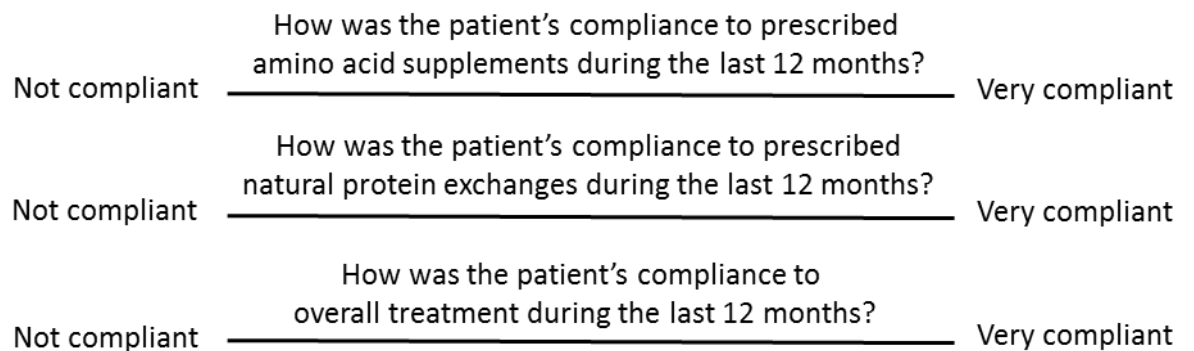 How was the patient’s compliance to prescribed
amino acid supplements during the last 12 months?
Not compliant Very compliant
How was the patient’s compliance to prescribed
natural protein exchanges during the last 12 months?
Not compliant Very compliant
How was the patient’s compliance to
overall treatment during the last 12 months?
Not compliant Very compliant